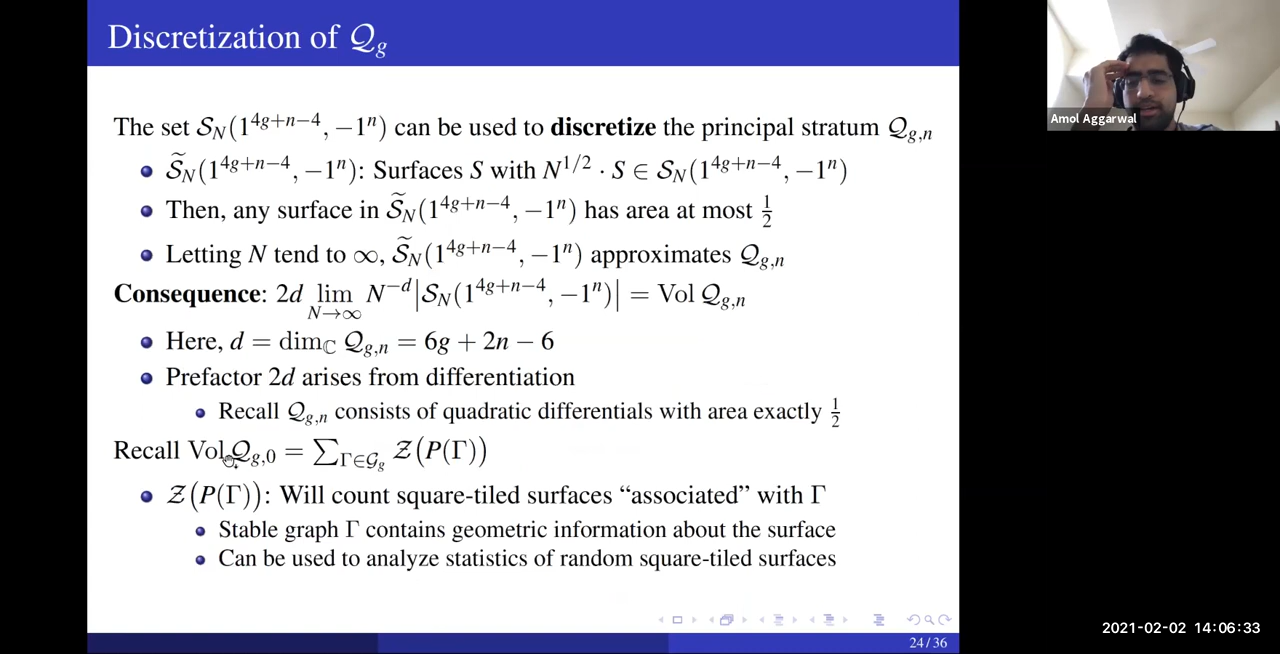 Discretization of 𝒬_g
The set 𝒮_N(1^{4g+n−4}, −1^n) can be used to discretize the principal stratum 𝒬_{g,n}
𝒮̃_N(1^{4g+n−4}, −1^n): Surfaces S with N^{1/2} · S ∈ 𝒮_N(1^{4g+n−4}, −1^n)
Then, any surface in 𝒮̃_N(1^{4g+n−4}, −1^n) has area at most 1/2
Letting N tend to ∞, 𝒮̃_N(1^{4g+n−4}, −1^n) approximates 𝒬_{g,n}
Consequence: 2d lim_{N→∞} N^{−d}|𝒮_N(1^{4g+n−4}, −1^n)| = Vol 𝒬_{g,n}
Here, d = dim_ℂ 𝒬_{g,n} = 6g + 2n − 6
Prefactor 2d arises from differentiation
Recall 𝒬_{g,n} consists of quadratic differentials with area exactly 1/2
Recall Vol 𝒬_{g,0} = ∑_{Γ∈𝒢_g} 𝒵(P(Γ))
𝒵(P(Γ)): Will count square-tiled surfaces “associated” with Γ
Stable graph Γ contains geometric information about the surface
Can be used to analyze statistics of random square-tiled surfaces
24 / 36
Amol Aggarwal
2021-02-02 14:06:33